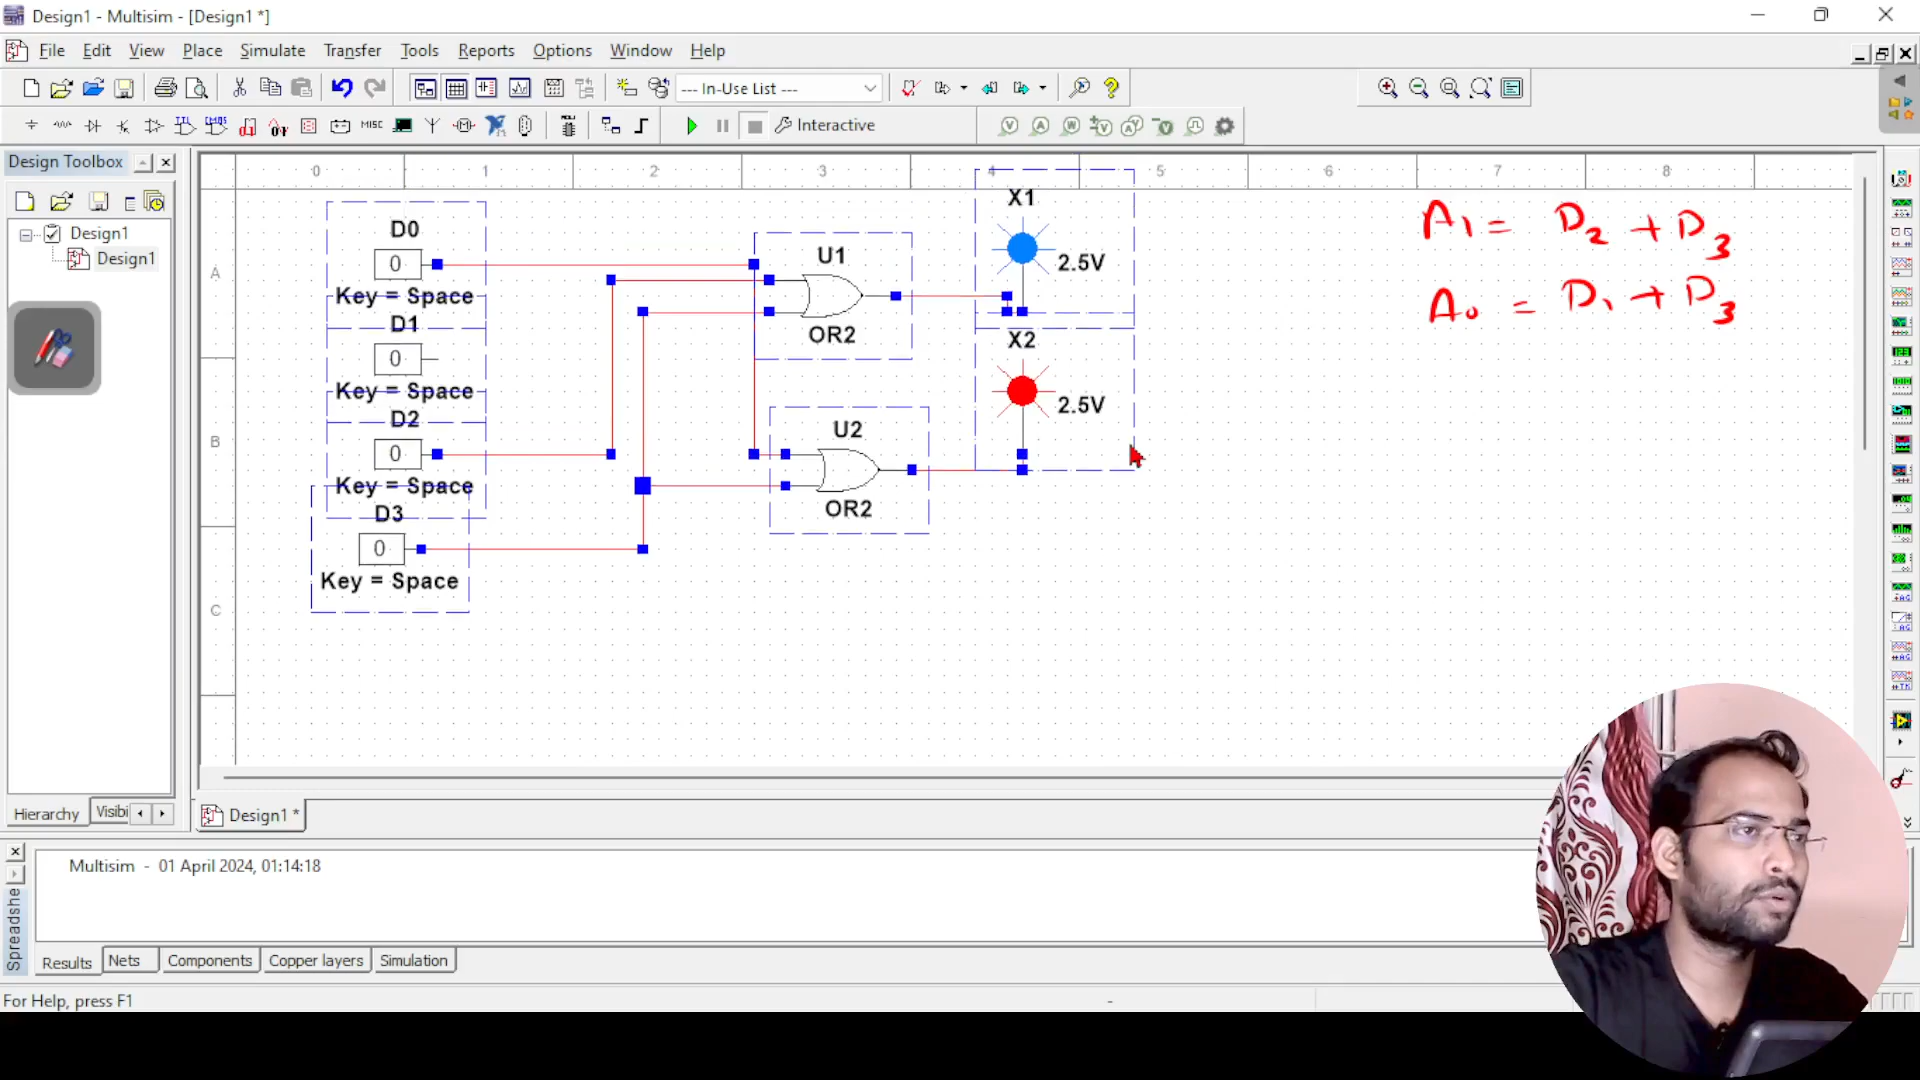 Design1 - Multisim - [Design1 *]
File Edit View Place Simulate Transfer Tools Reports Options Window Help
--- In-Use List ---
MISC
Interactive
Design Toolbox
Design1
Design1
Hierarchy
Visibi
0 1 2 3 4 5 6 7 8
A
B
C
D0
0
Key = Space
D1
0
Key = Space
D2
0
Key = Space
D3
0
Key = Space
U1
OR2
U2
OR2
X1
2.5V
X2
2.5V
A₁ = D₂ + D₃
A₀ = D₁ + D₃
Design1 *
Multisim - 01 April 2024, 01:14:18
Spreadshe
Results Nets Components Copper layers Simulation
For Help, press F1
-